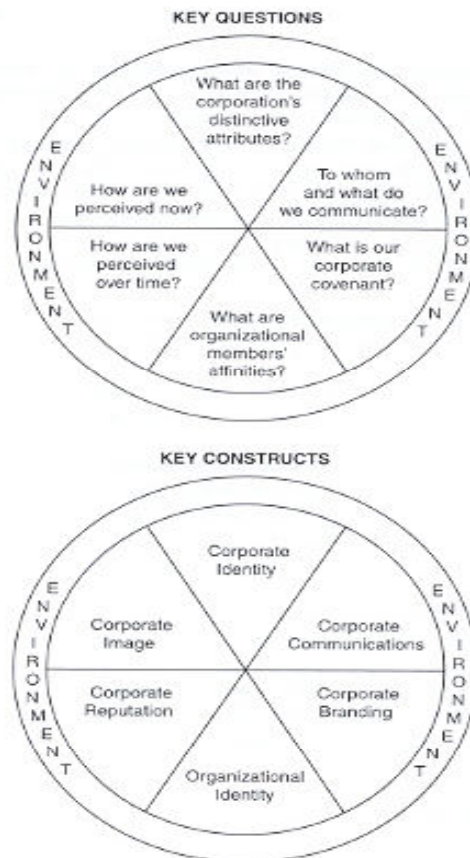 KEY QUESTIONS
What are the
corporation's
distinctive
attributes?
To whom
and what do
we communicate?
How are we
perceived now?
How are we
perceived
over time?
What is our
corporate
covenant?
What are
organizational
members'
affinities?
ENVIRONMENT
ENVIRONMENT
KEY CONSTRUCTS
Corporate
Identity
Corporate
Image
Corporate
Communications
Corporate
Reputation
Corporate
Branding
Organizational
Identity
ENVIRONMENT
ENVIRONMENT